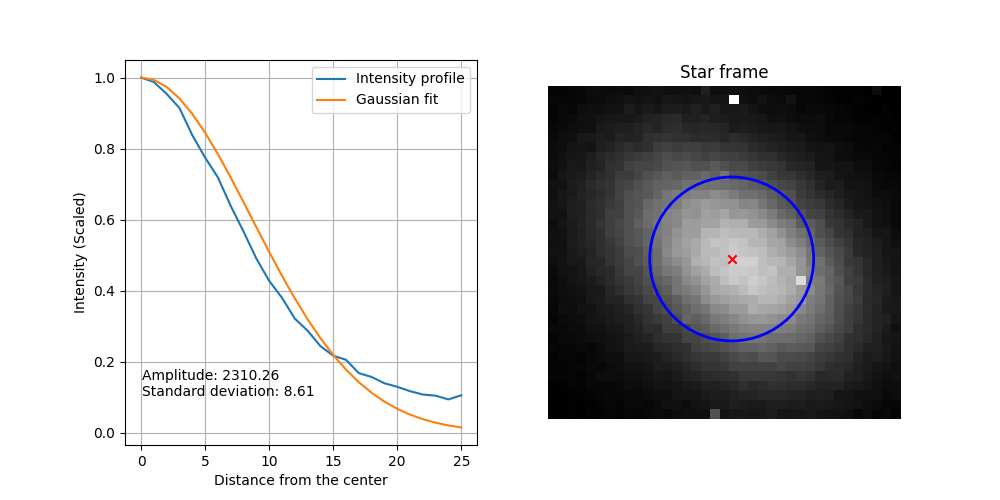 Star frame
Intensity profile
Gaussian fit
1.0
0.8
0.6
0.4
0.2
0.0
Intensity (Scaled)
Amplitude: 2310.26
Standard deviation: 8.61
0 5 10 15 20 25
Distance from the center